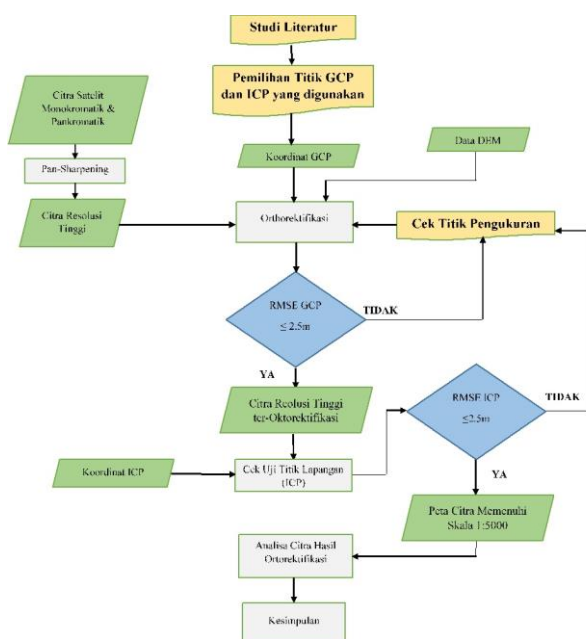 Studi Literatur
Pemilihan Titik GCP
dan ICP yang digunakan
Citra Satelit
Monokromatik &
Pankromatik
Pan-Sharpening
Citra Resolusi
Tinggi
Koordinat GCP
Data DEM
Orthorektifikasi
Cek Titik Pengukuran
RMSE GCP
≤ 2.5m
TIDAK
YA
Citra Reolusi Tinggi
ter-Oktorektifikasi
RMSE ICP
≤2.5m
TIDAK
YA
Koordinat ICP
Cek Uji Titik Lapangan
(ICP)
Peta Citra Memenuhi
Skala 1:5000
Analisa Citra Hasil
Ortorektifikasi
Kesimpulan